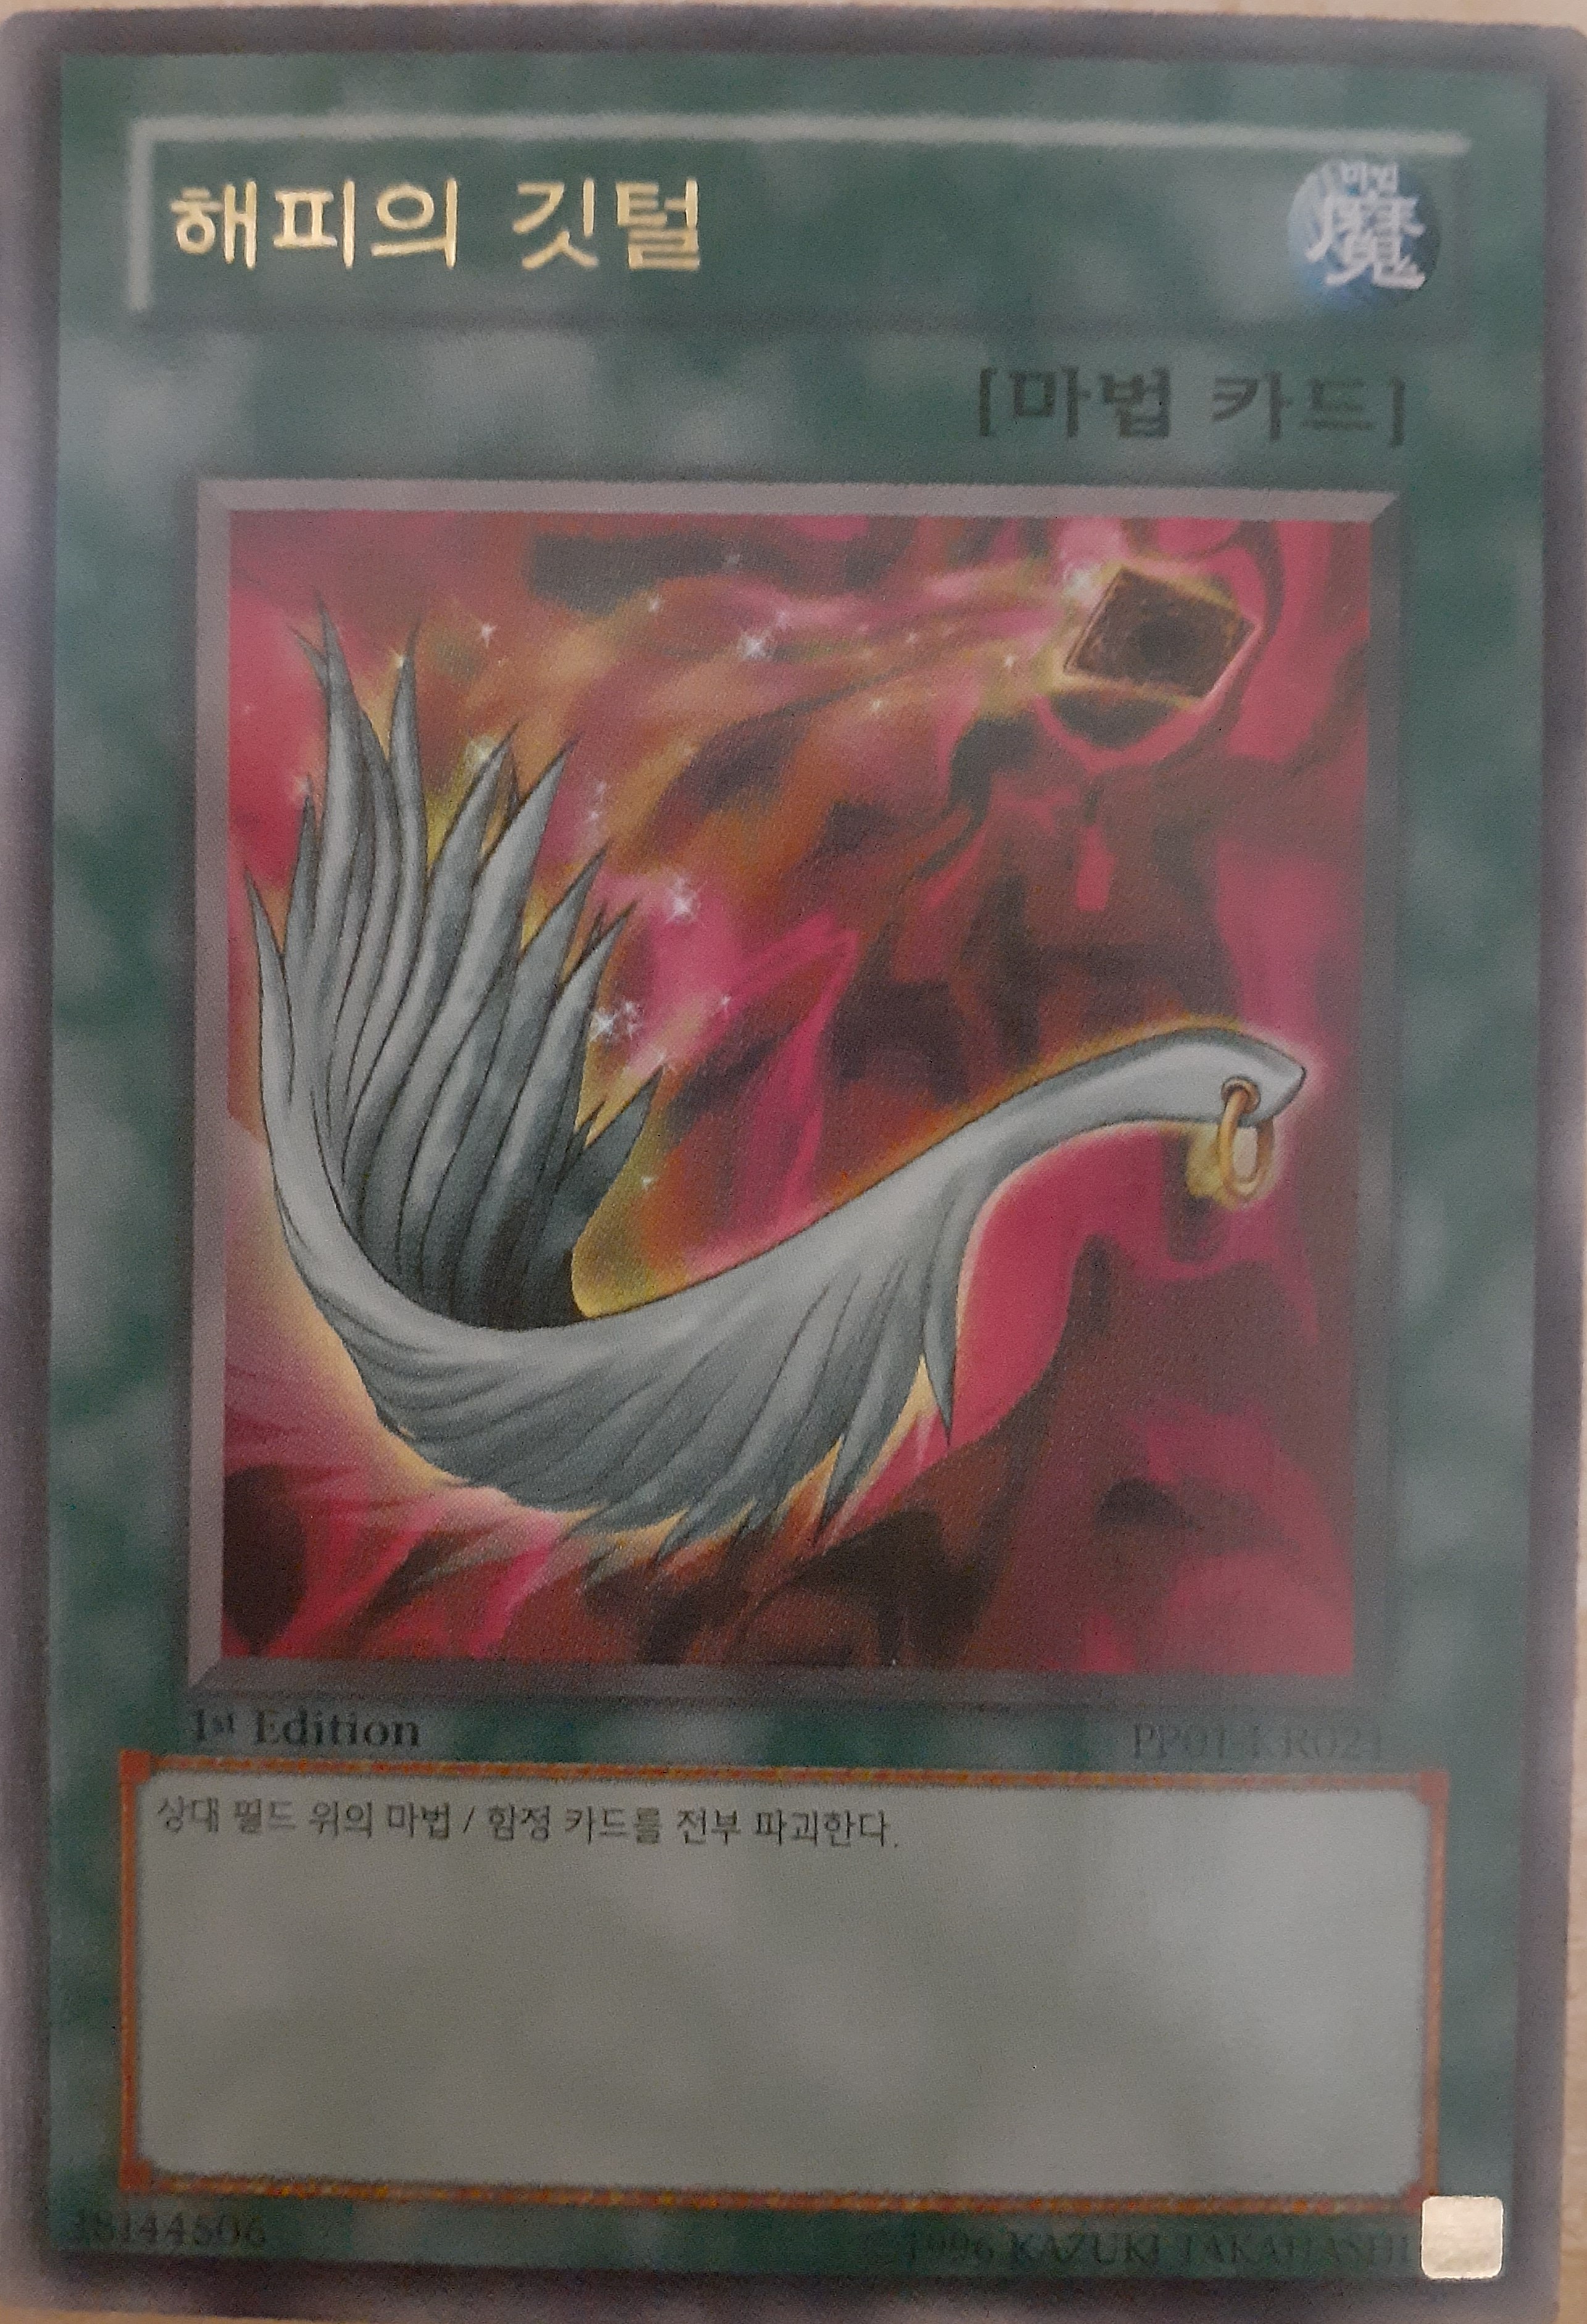 해피의 깃털
마법
魔
[마법 카드]
1st Edition
PP01-KR021
상대 필드 위의 마법 / 함정 카드를 전부 파괴한다.
18144506
©1996 KAZUKI TAKAHASHI